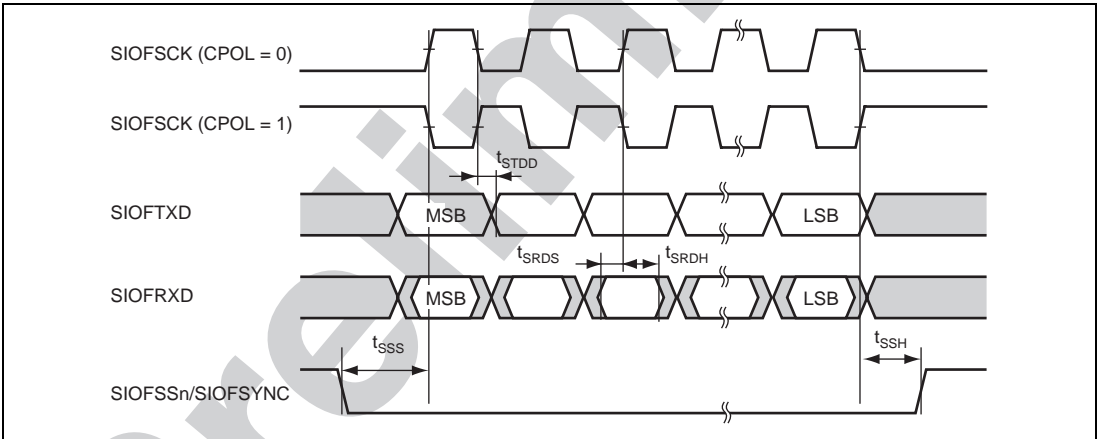 SIOFSCK (CPOL = 0)
SIOFSCK (CPOL = 1)
tSTDD
SIOFTXD
MSB
LSB
tSRDS
tSRDH
SIOFRXD
MSB
LSB
tSSS
tSSH
SIOFSSn/SIOFSYNC